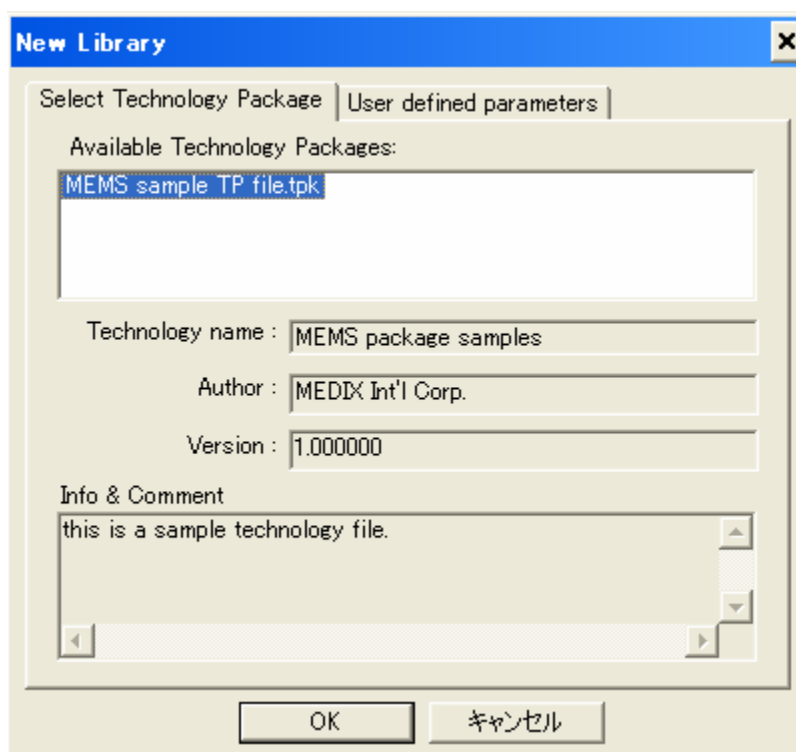 New Library
Select Technology Package User defined parameters
Available Technology Packages:
MEMS sample TP file.tpk
Technology name : MEMS package samples
Author : MEDIX Int'l Corp.
Version : 1.000000
Info & Comment
this is a sample technology file.
OK キャンセル